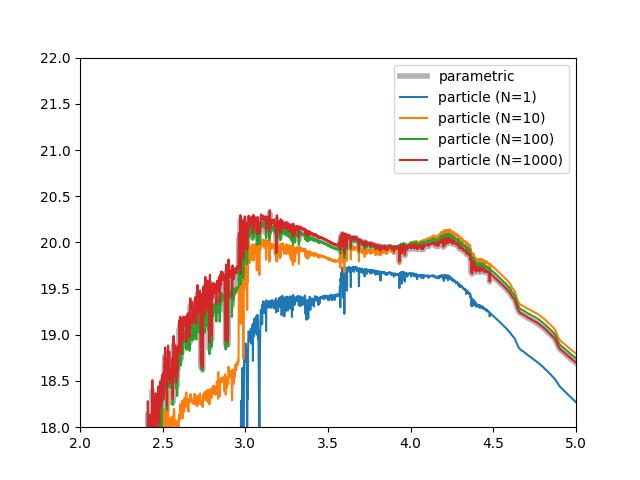 22.0
21.5
21.0
20.5
20.0
19.5
19.0
18.5
18.0
2.0 2.5 3.0 3.5 4.0 4.5 5.0
parametric
particle (N=1)
particle (N=10)
particle (N=100)
particle (N=1000)